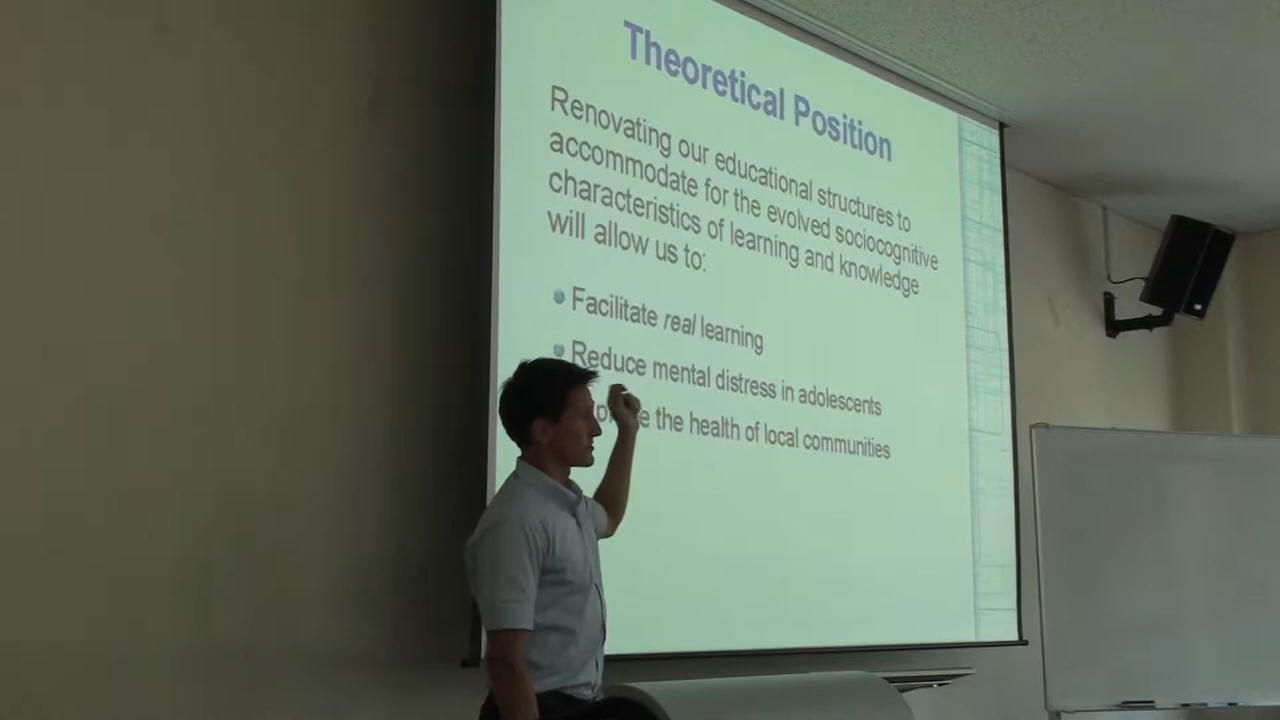 Theoretical Position
Renovating our educational structures to
accommodate for the evolved sociocognitive
characteristics of learning and knowledge
will allow us to:
Facilitate real learning
Reduce mental distress in adolescents
the health of local communities